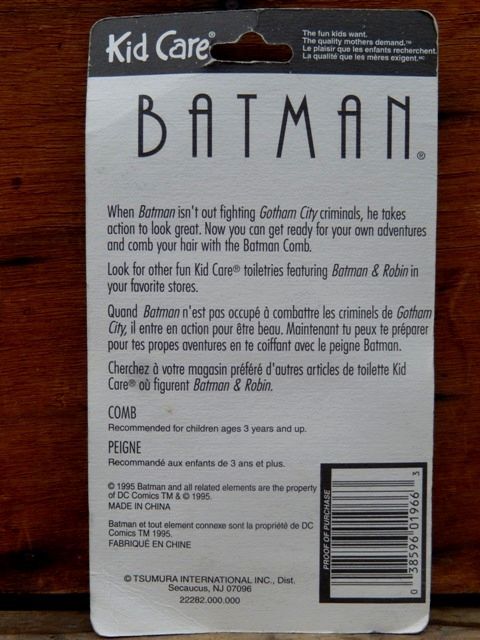 Kid Care®
The fun kids want.
The quality mothers demand.™
Le plaisir que les enfants recherchent.
La qualité que les mères exigent.MC
BATMAN®
When Batman isn't out fighting Gotham City criminals, he takes
action to look great. Now you can get ready for your own adventures
and comb your hair with the Batman Comb.
Look for other fun Kid Care® toiletries featuring Batman & Robin in
your favorite stores.
Quand Batman n'est pas occupé à combattre les criminels de Gotham
City, il entre en action pour être beau. Maintenant tu peux te préparer
pour tes propes aventures en te coiffant avec le peigne Batman.
Cherchez à votre magasin préféré d'autres articles de toilette Kid
Care® où figurent Batman & Robin.
COMB
Recommended for children ages 3 years and up.
PEIGNE
Recommandé aux enfants de 3 ans et plus.
© 1995 Batman and all related elements are the property
of DC Comics TM & © 1995.
MADE IN CHINA
Batman et tout element connexe sont la propriété de DC
Comics TM 1995.
FABRIQUÉ EN CHINE
© TSUMURA INTERNATIONAL INC., Dist.
Secaucus, NJ 07096
22282.000.000
PROOF OF PURCHASE
0 38596 01966 3